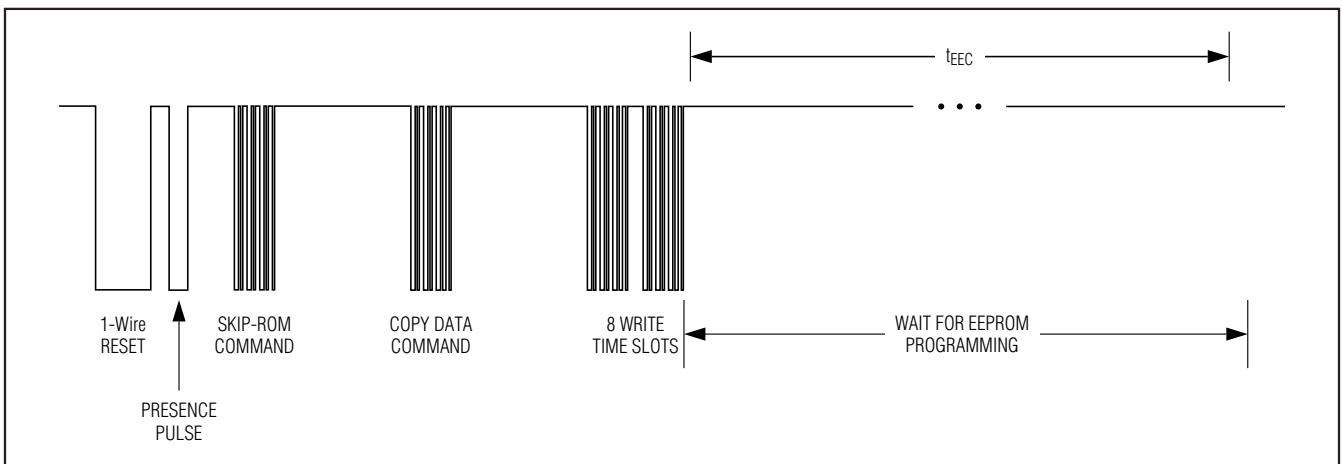 tEEC
1-Wire
RESET
SKIP-ROM
COMMAND
COPY DATA
COMMAND
8 WRITE
TIME SLOTS
WAIT FOR EEPROM
PROGRAMMING
PRESENCE
PULSE